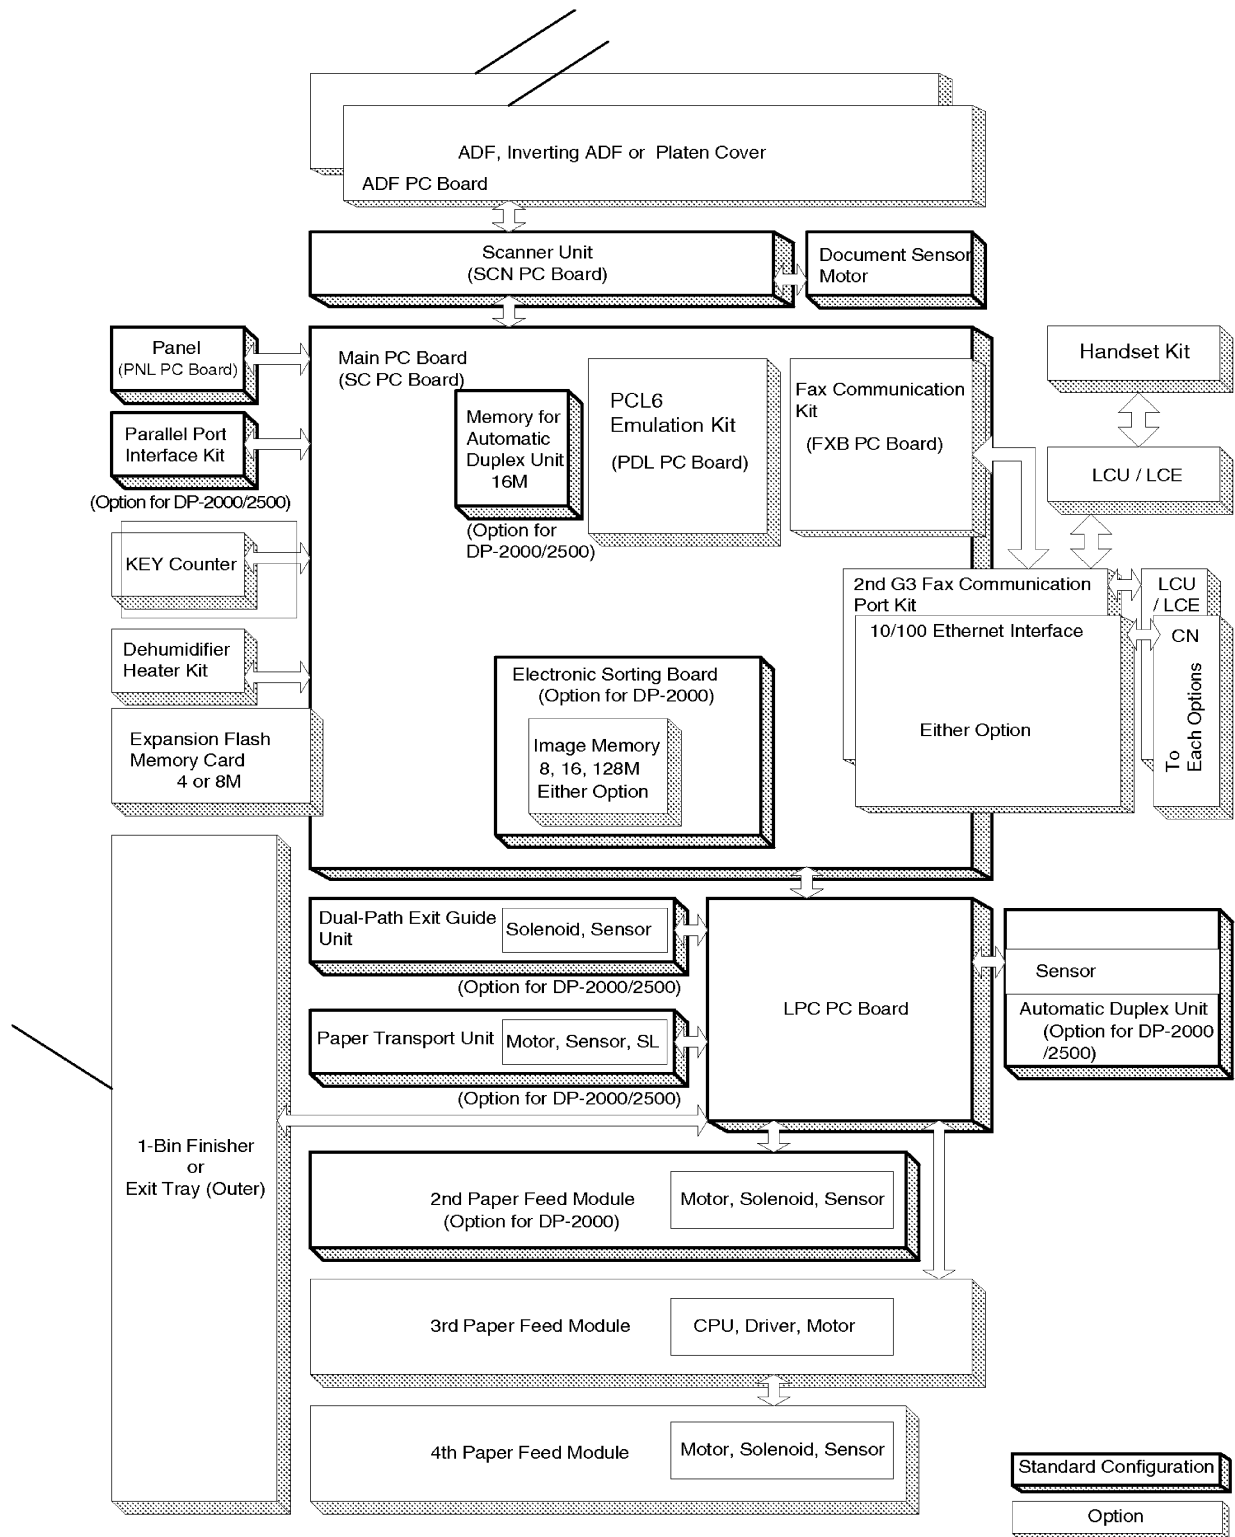 ADF, Inverting ADF or Platen Cover
ADF PC Board
Scanner Unit
(SCN PC Board)
Document Sensor
Motor
Panel
(PNL PC Board)
Parallel Port
Interface Kit
(Option for DP-2000/2500)
KEY Counter
Dehumidifier
Heater Kit
Expansion Flash
Memory Card
4 or 8M
Main PC Board
(SC PC Board)
Memory for
Automatic
Duplex Unit
16M
(Option for
DP-2000/2500)
PCL6
Emulation Kit
(PDL PC Board)
Fax Communication
Kit
(FXB PC Board)
Handset Kit
LCU / LCE
2nd G3 Fax Communication
Port Kit
10/100 Ethernet Interface
Either Option
LCU
/ LCE
CN
To
Each Options
Electronic Sorting Board
(Option for DP-2000)
Image Memory
8, 16, 128M
Either Option
Dual-Path Exit Guide
Unit
Solenoid, Sensor
(Option for DP-2000/2500)
Paper Transport Unit
Motor, Sensor, SL
(Option for DP-2000/2500)
LPC PC Board
Sensor
Automatic Duplex Unit
(Option for DP-2000
/2500)
1-Bin Finisher
or
Exit Tray (Outer)
2nd Paper Feed Module
(Option for DP-2000)
Motor, Solenoid, Sensor
3rd Paper Feed Module
CPU, Driver, Motor
4th Paper Feed Module
Motor, Solenoid, Sensor
Standard Configuration
Option